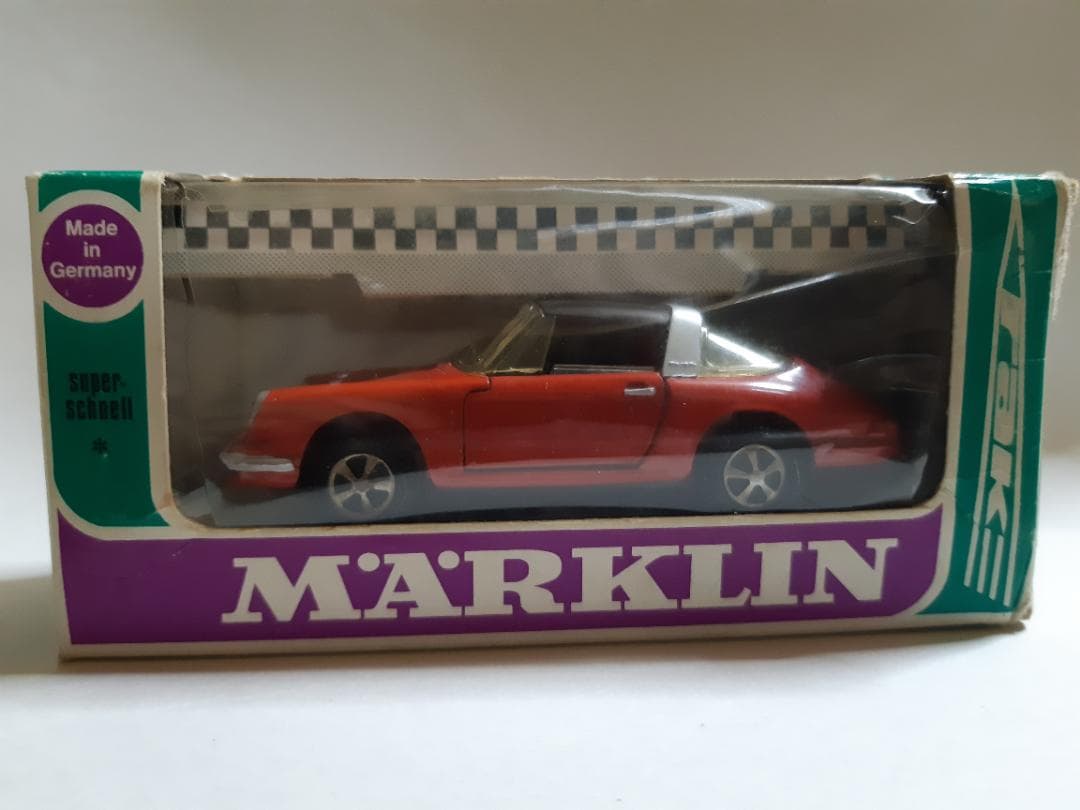 Made
in
Germany
super-
schnell
*
MÄRKLIN
RAK